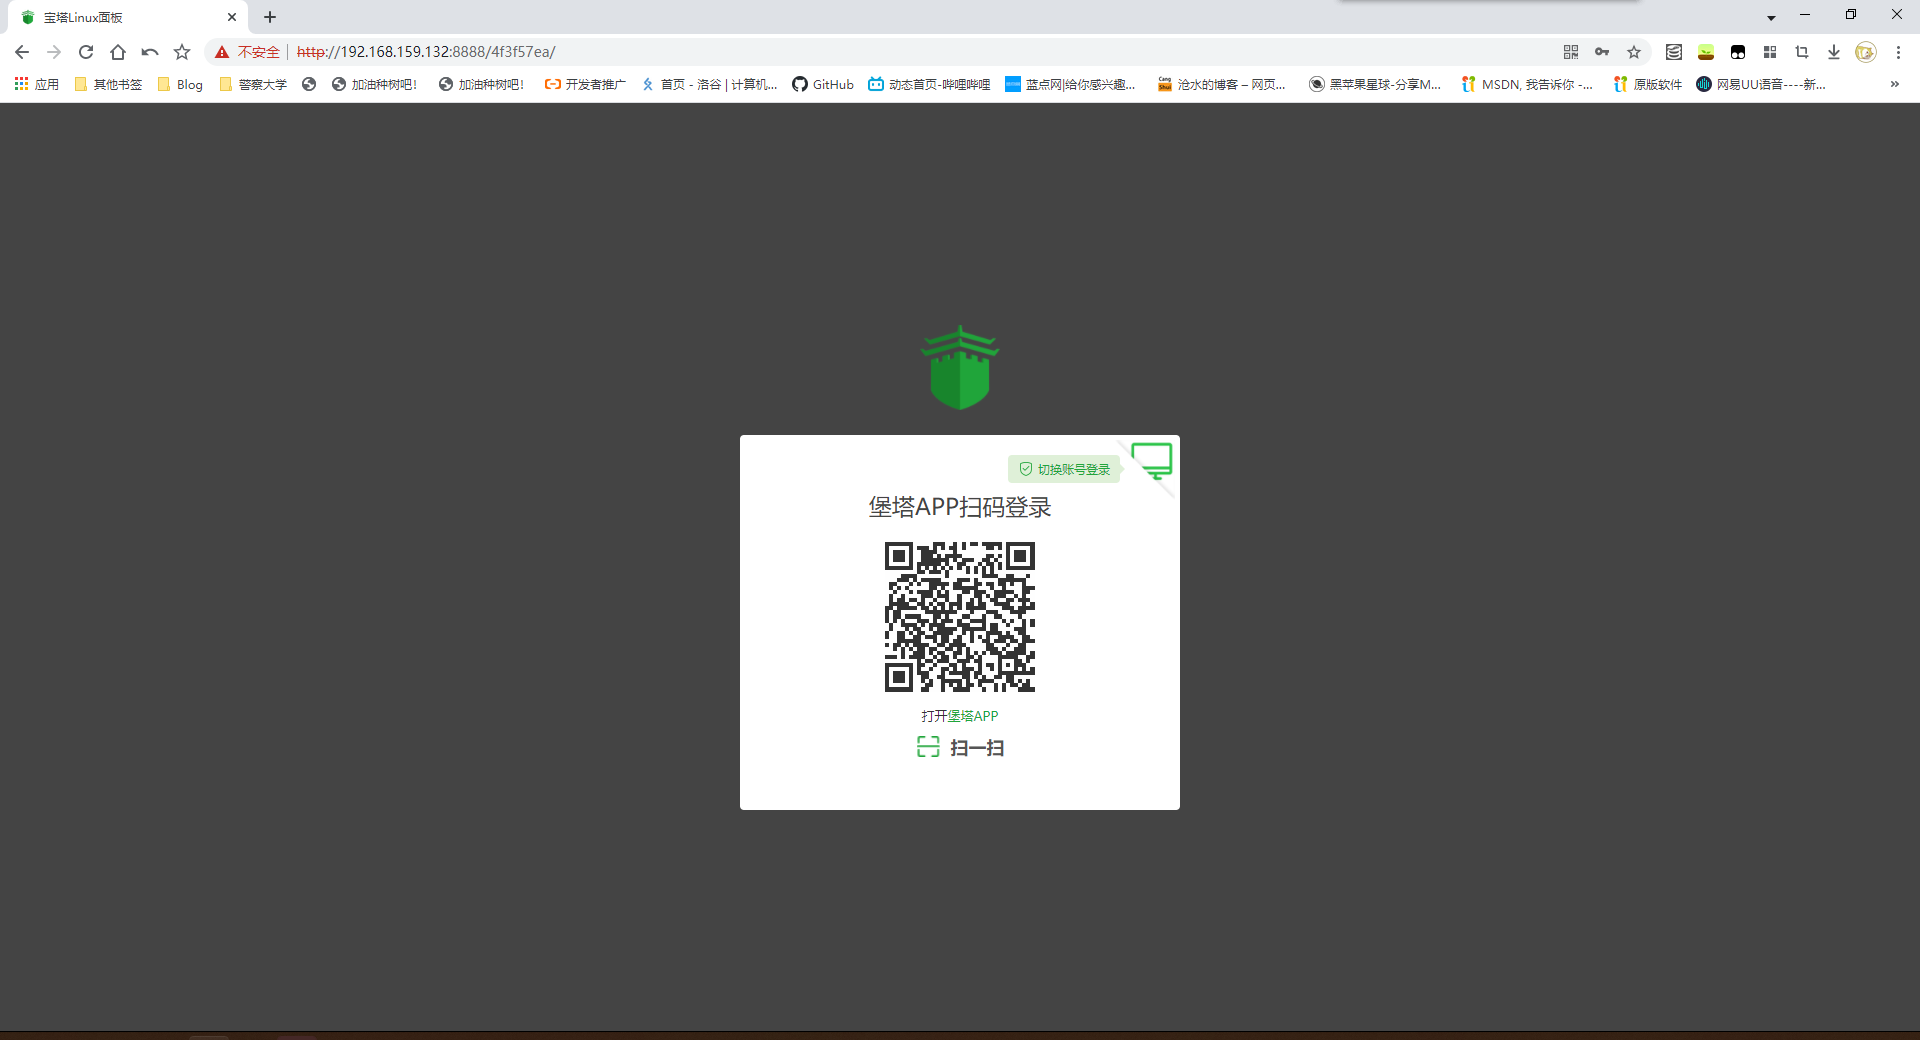 宝塔Linux面板
不安全 http://192.168.159.132:8888/4f3f57ea/
应用 其他书签 Blog 警察大学 加油种树吧! 加油种树吧! 开发者推广 首页 - 洛谷 | 计算机... GitHub 动态首页-哔哩哔哩 蓝点网|给你感兴趣... Cang Shui 沧水的博客 – 网页... 黑苹果星球-分享M... MSDN, 我告诉你 -... 原版软件 网易UU语音----新... »
切换账号登录
堡塔APP扫码登录
打开堡塔APP
扫一扫